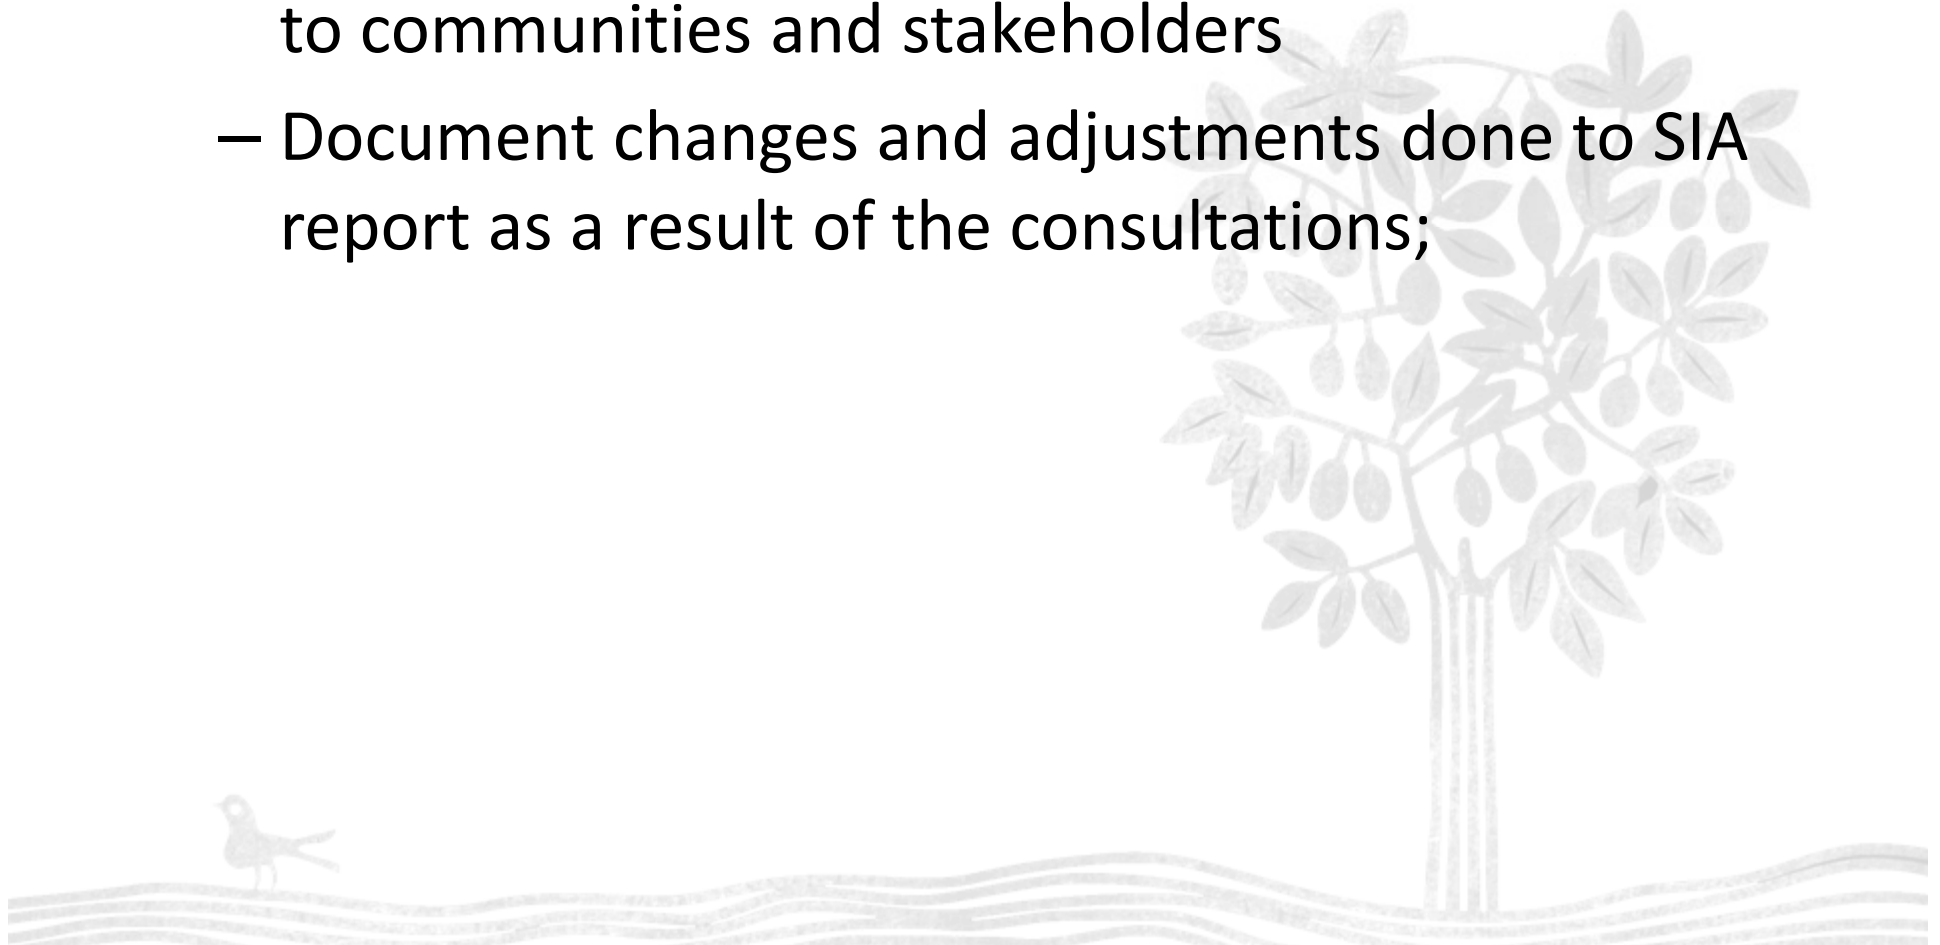 to communities and stakeholders
– Document changes and adjustments done to SIA
report as a result of the consultations;